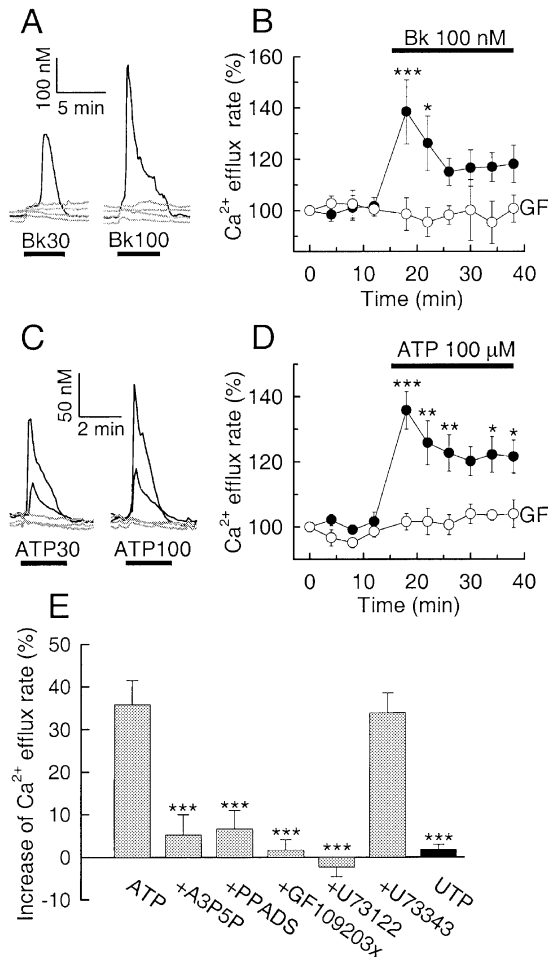 A
100 nM
5 min
Bk30
Bk100
B
Bk 100 nM
Ca2+ efflux rate (%)
160
140
120
100
***
*
GF
0
10
20
30
40
Time (min)
C
50 nM
2 min
ATP30
ATP100
D
ATP 100 μM
Ca2+ efflux rate (%)
140
120
100
***
**
**
*
*
GF
0
10
20
30
40
Time (min)
E
Increase of Ca2+ efflux rate (%)
50
40
30
20
10
0
-10
***
***
***
***
***
ATP
+A3P5P
+PPADS
+GF109203x
+U73122
+U73343
UTP